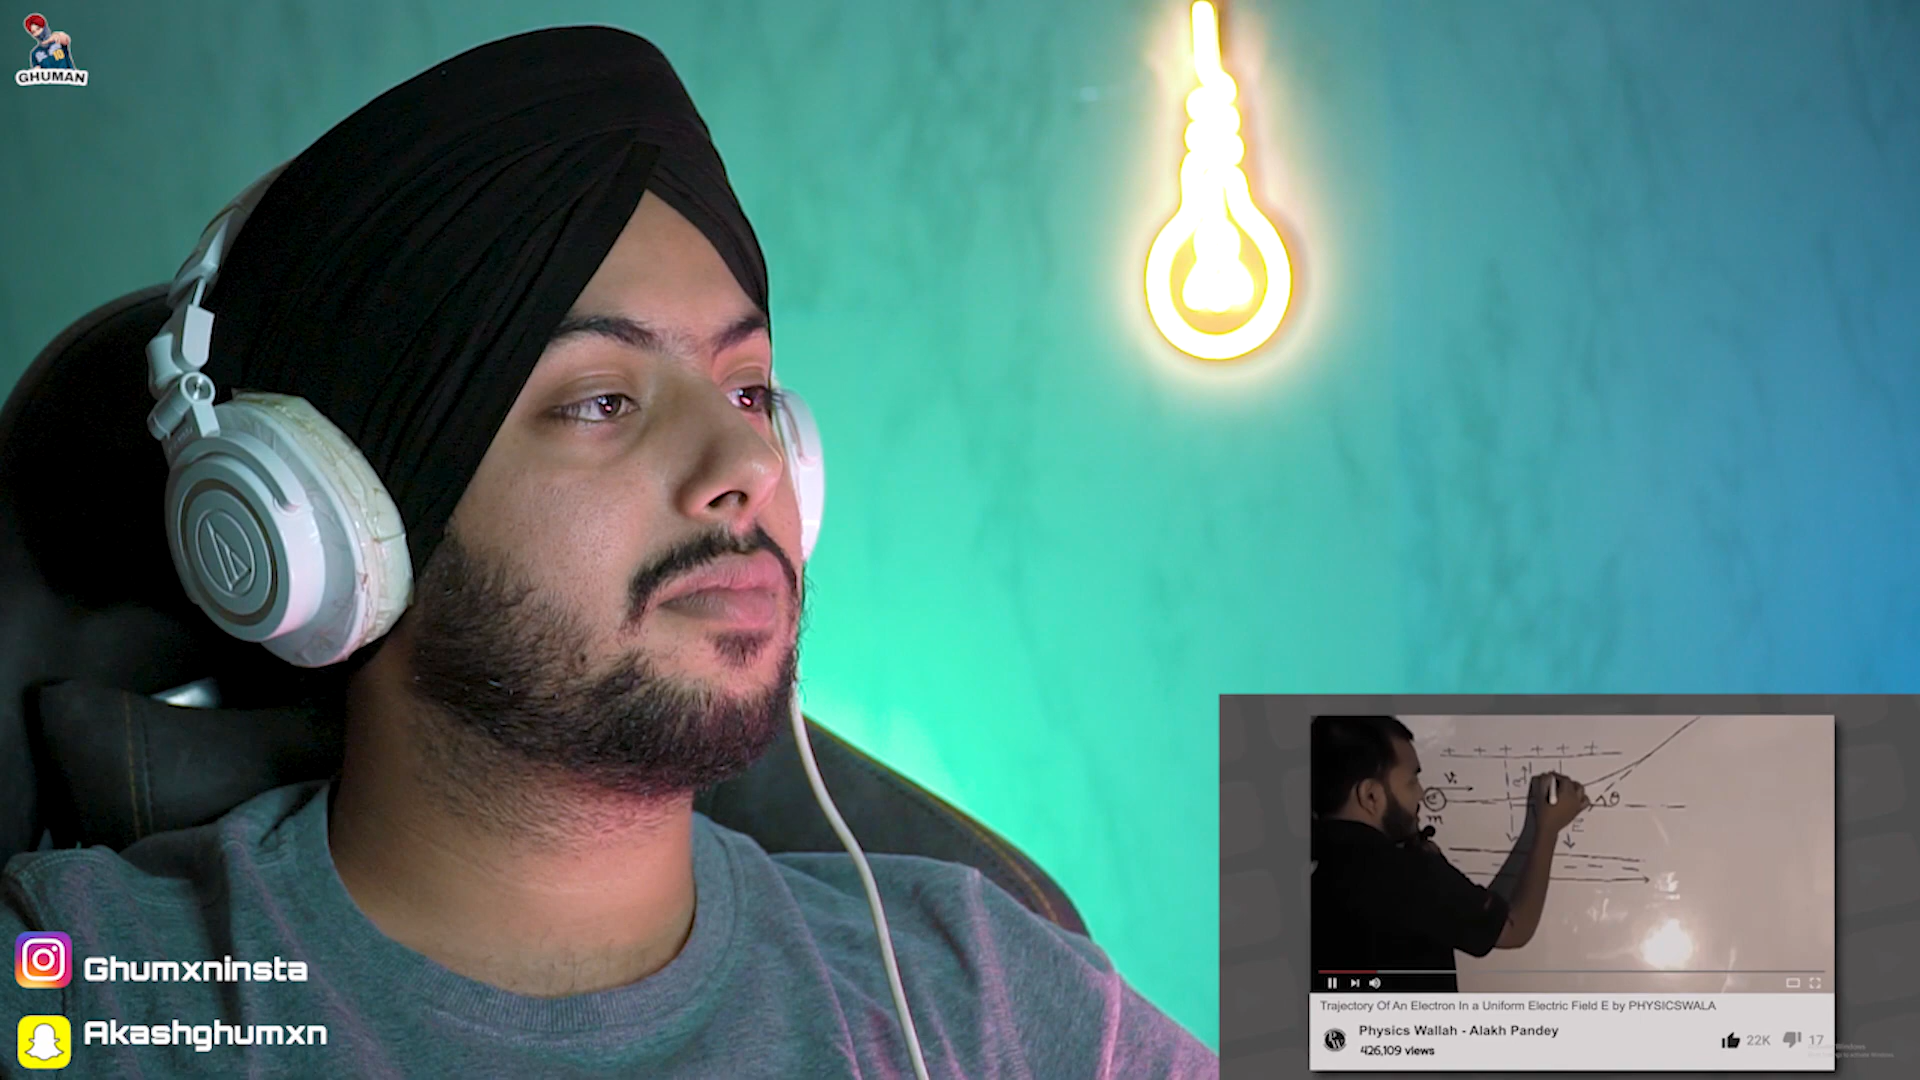 GHUMAN
Ghumxninsta
Akashghumxn
+ + + + + +
V₀
e⁻
m
θ
E
Trajectory Of An Electron In a Uniform Electric Field E by PHYSICSWALA
Physics Wallah - Alakh Pandey
426,109 views
22K
17